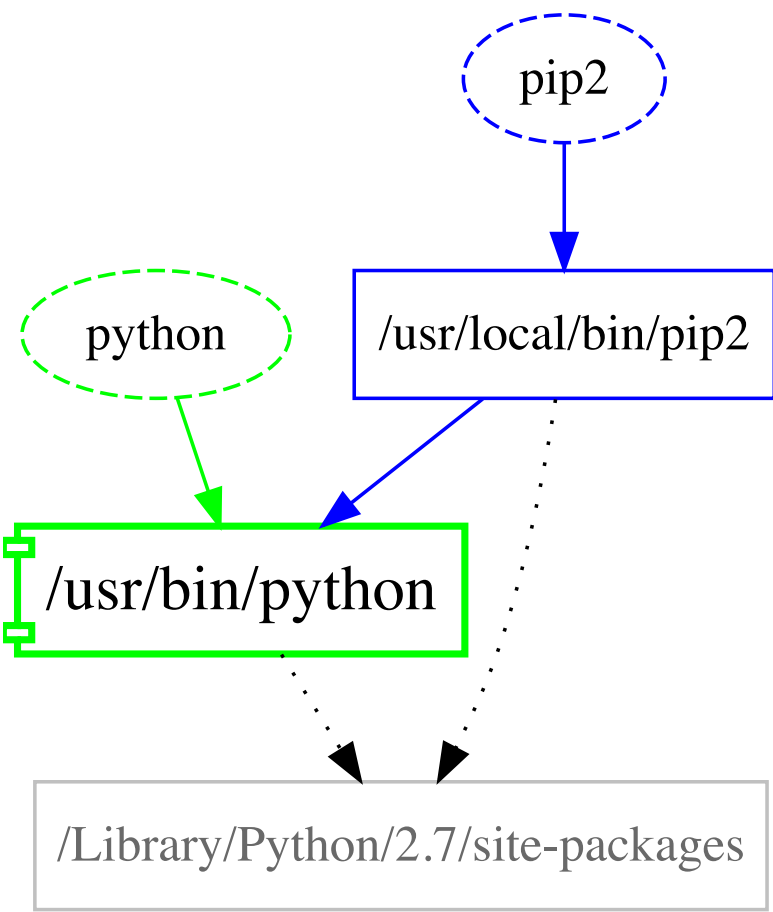 pip2
python
/usr/local/bin/pip2
/usr/bin/python
/Library/Python/2.7/site-packages